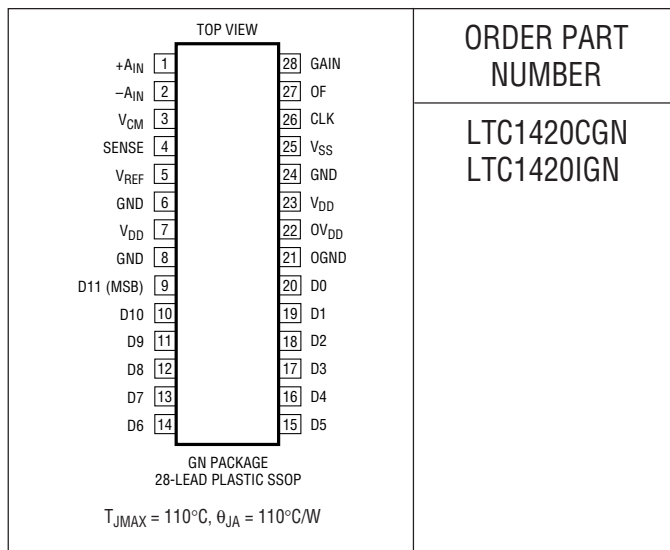 TOP VIEW
+AIN 1
–AIN 2
VCM 3
SENSE 4
VREF 5
GND 6
VDD 7
GND 8
D11 (MSB) 9
D10 10
D9 11
D8 12
D7 13
D6 14
28 GAIN
27 OF
26 CLK
25 VSS
24 GND
23 VDD
22 OVDD
21 OGND
20 D0
19 D1
18 D2
17 D3
16 D4
15 D5
GN PACKAGE
28-LEAD PLASTIC SSOP
TJMAX = 110°C, θJA = 110°C/W
ORDER PART
NUMBER
LTC1420CGN
LTC1420IGN